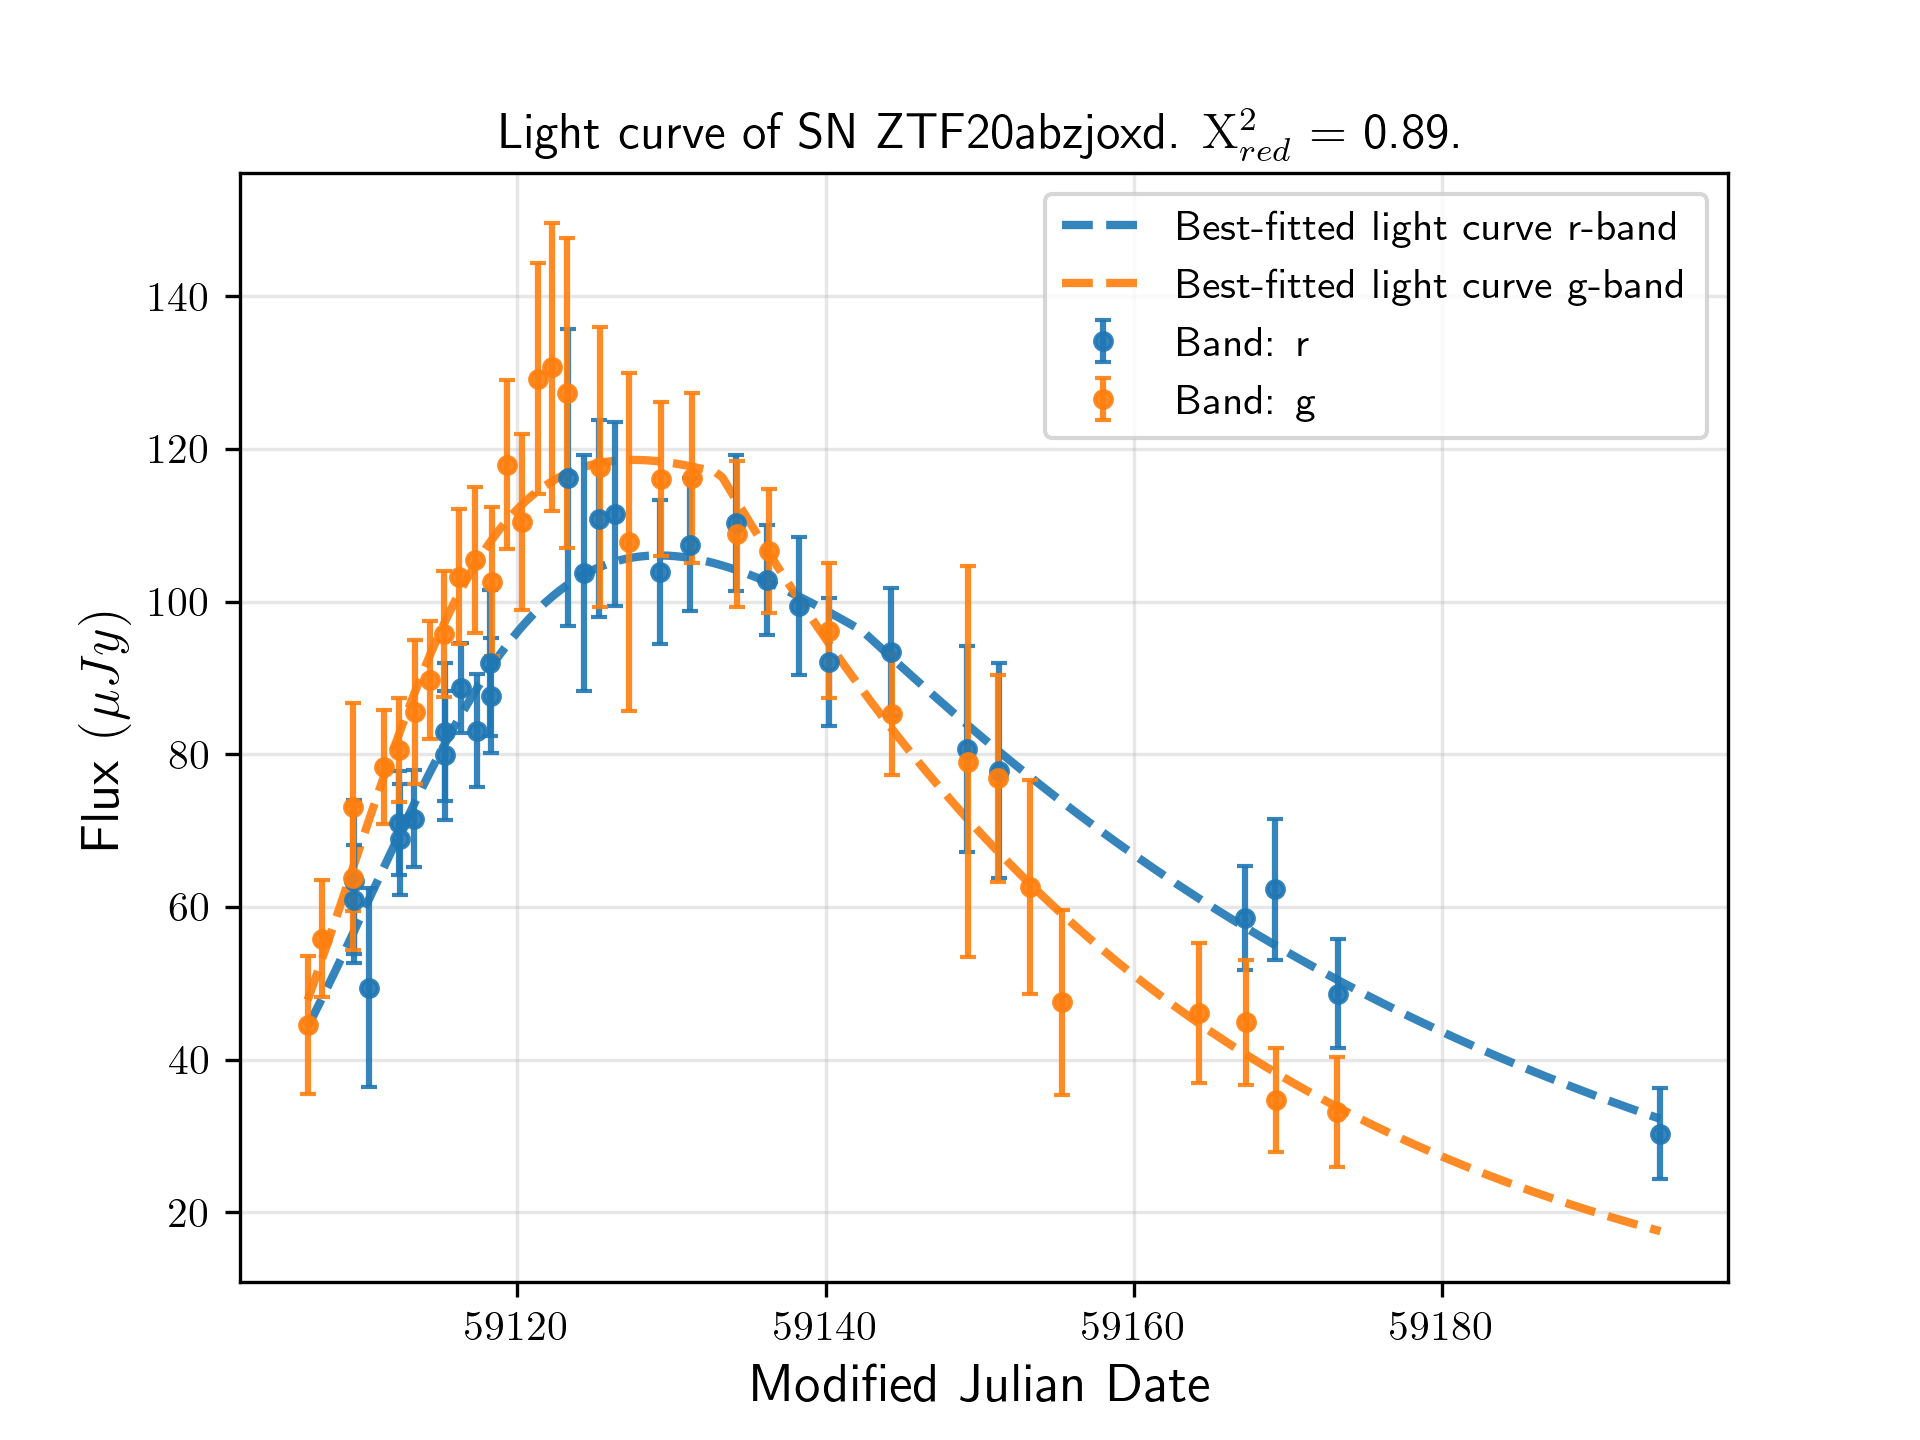 Light curve of SN ZTF20abzjoxd. X²_red = 0.89.
Best-fitted light curve r-band
Best-fitted light curve g-band
Band: r
Band: g
140
120
100
80
60
40
20
Flux (μJy)
59120 59140 59160 59180
Modified Julian Date